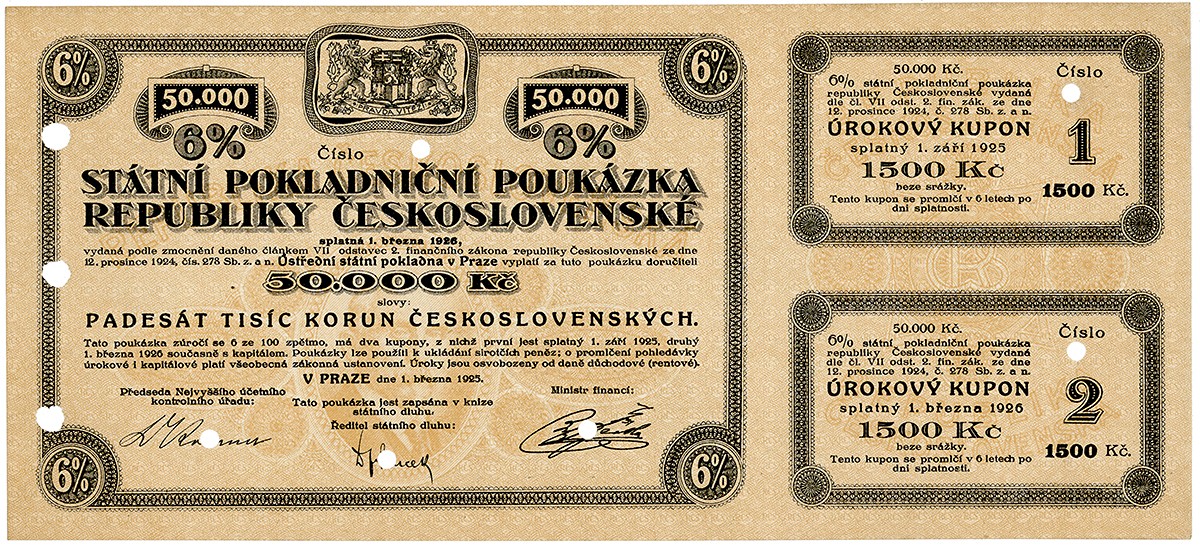 6%
6%
PRAVDA VÍTĚZÍ
50.000
50.000
6%
6%
Číslo
STÁTNÍ POKLADNIČNÍ POUKÁZKA
REPUBLIKY ČESKOSLOVENSKÉ
splatná 1. března 1926,
vydaná podle zmocnění daného článkem VII odstavec 2. finančního zákona republiky Československé ze dne
12. prosince 1924, čís. 278 Sb. z. a n. Ústřední státní pokladna v Praze vyplatí za tuto poukázku doručiteli
50.000 Kč
slovy:
PADESÁT TISÍC KORUN ČESKOSLOVENSKÝCH.
Tato poukázka zúročí se 6 ze 100 zpětmo, má dva kupony, z nichž první jest splatný 1. září 1925, druhý
1. března 1926 současně s kapitálem. Poukázky lze použíti k ukládání sirotčích peněz; o promlčení pohledávky
úrokové i kapitálové platí všeobecná zákonná ustanovení. Úroky jsou osvobozeny od daně důchodové (rentové).
V PRAZE dne 1. března 1925.
Předseda Nejvyššího účetního
kontrolního úřadu:
Tato poukázka jest zapsána v knize
státního dluhu.
Ředitel státního dluhu:
Ministr financí:
6%
6%
50.000 Kč.
6% státní pokladniční poukázka
republiky Československé vydaná
dle čl. VII odst. 2. fin. zák. ze dne
12. prosince 1924, č. 278 Sb. z. a n.
ÚROKOVÝ KUPON
splatný 1. září 1925
1500 Kč
beze srážky.
Tento kupon se promlčí v 6 letech po
dni splatnosti.
Číslo
1
1500 Kč.
50.000 Kč.
6% státní pokladniční poukázka
republiky Československé vydaná
dle čl. VII odst. 2. fin. zák. ze dne
12. prosince 1924, č. 278 Sb. z. a n.
ÚROKOVÝ KUPON
splatný 1. března 1926
1500 Kč
beze srážky.
Tento kupon se promlčí v 6 letech po
dni splatnosti.
Číslo
2
1500 Kč.